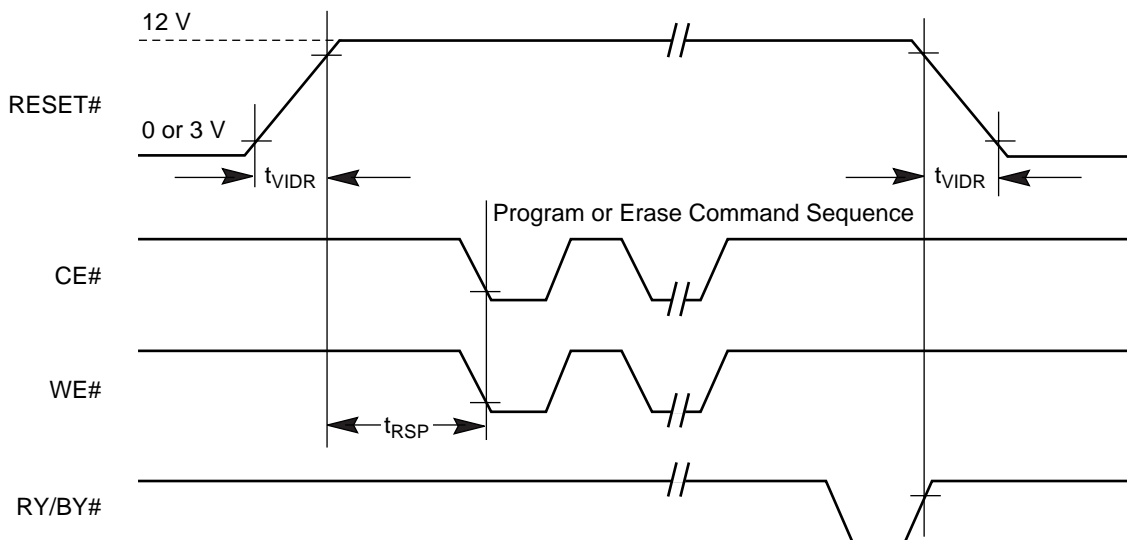 12 V
RESET#
0 or 3 V
tVIDR
tVIDR
Program or Erase Command Sequence
CE#
WE#
tRSP
RY/BY#